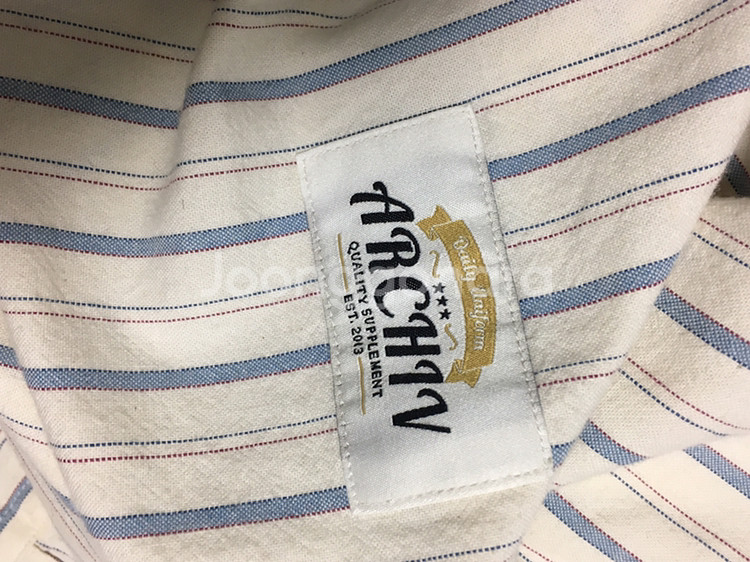 Daily Uniform
ARCHIV
QUALITY SUPPLEMENT
EST. 2013